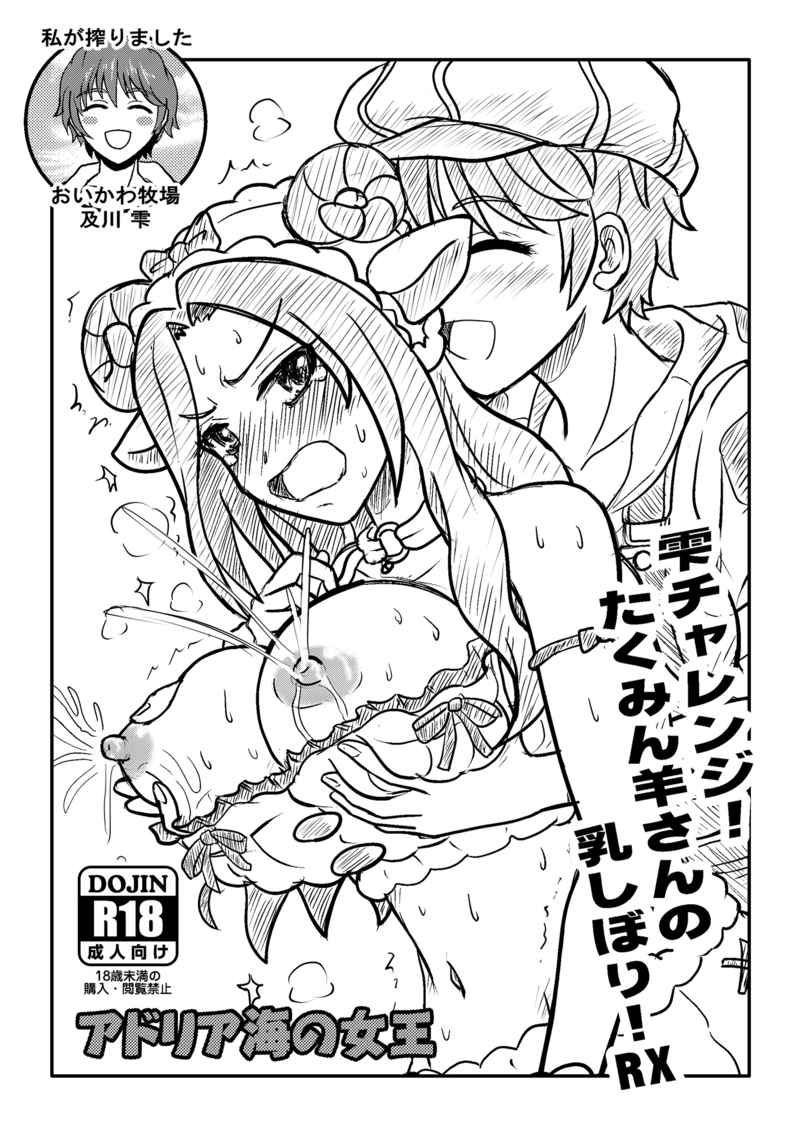 私が搾りました
おいかわ牧場
及川 雫
雫チャレンジ！
たくみん羊さんの
乳しぼり！
RX
DOJIN
R18
成人向け
18歳未満の
購入・閲覧禁止
アドリア海の女王